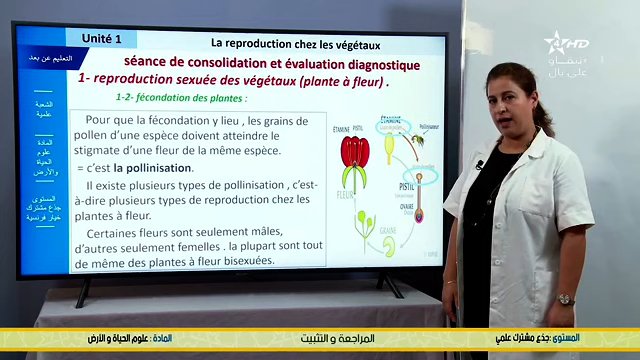 Unité 1
La reproduction chez les végétaux
التعليم عن بعد
séance de consolidation et évaluation diagnostique
1- reproduction sexuée des végétaux (plante à fleur) .
1-2- fécondation des plantes :
الشعبة
علمية
المادة
علوم
الحياة
والأرض
المستوى
جذع مشترك
خيار فرنسية
Pour que la fécondation y lieu , les grains de
pollen d'une espèce doivent atteindre le
stigmate d'une fleur de la même espèce.
= c'est la pollinisation.
Il existe plusieurs types de pollinisation , c'est-
à-dire plusieurs types de reproduction chez les
plantes à fleur.
Certaines fleurs sont seulement mâles,
d'autres seulement femelles . la plupart sont tout
de même des plantes à fleur bisexuées.
ÉTAMINE PISTIL
ÉTAMINE
Pollinisateur
FLEUR
PISTIL
OVAIRE
GRAINE
HD
على بال
المستوى :جذع مشترك علمي
المراجعة و التثبيت
المادة : علوم الحياة و الأرض